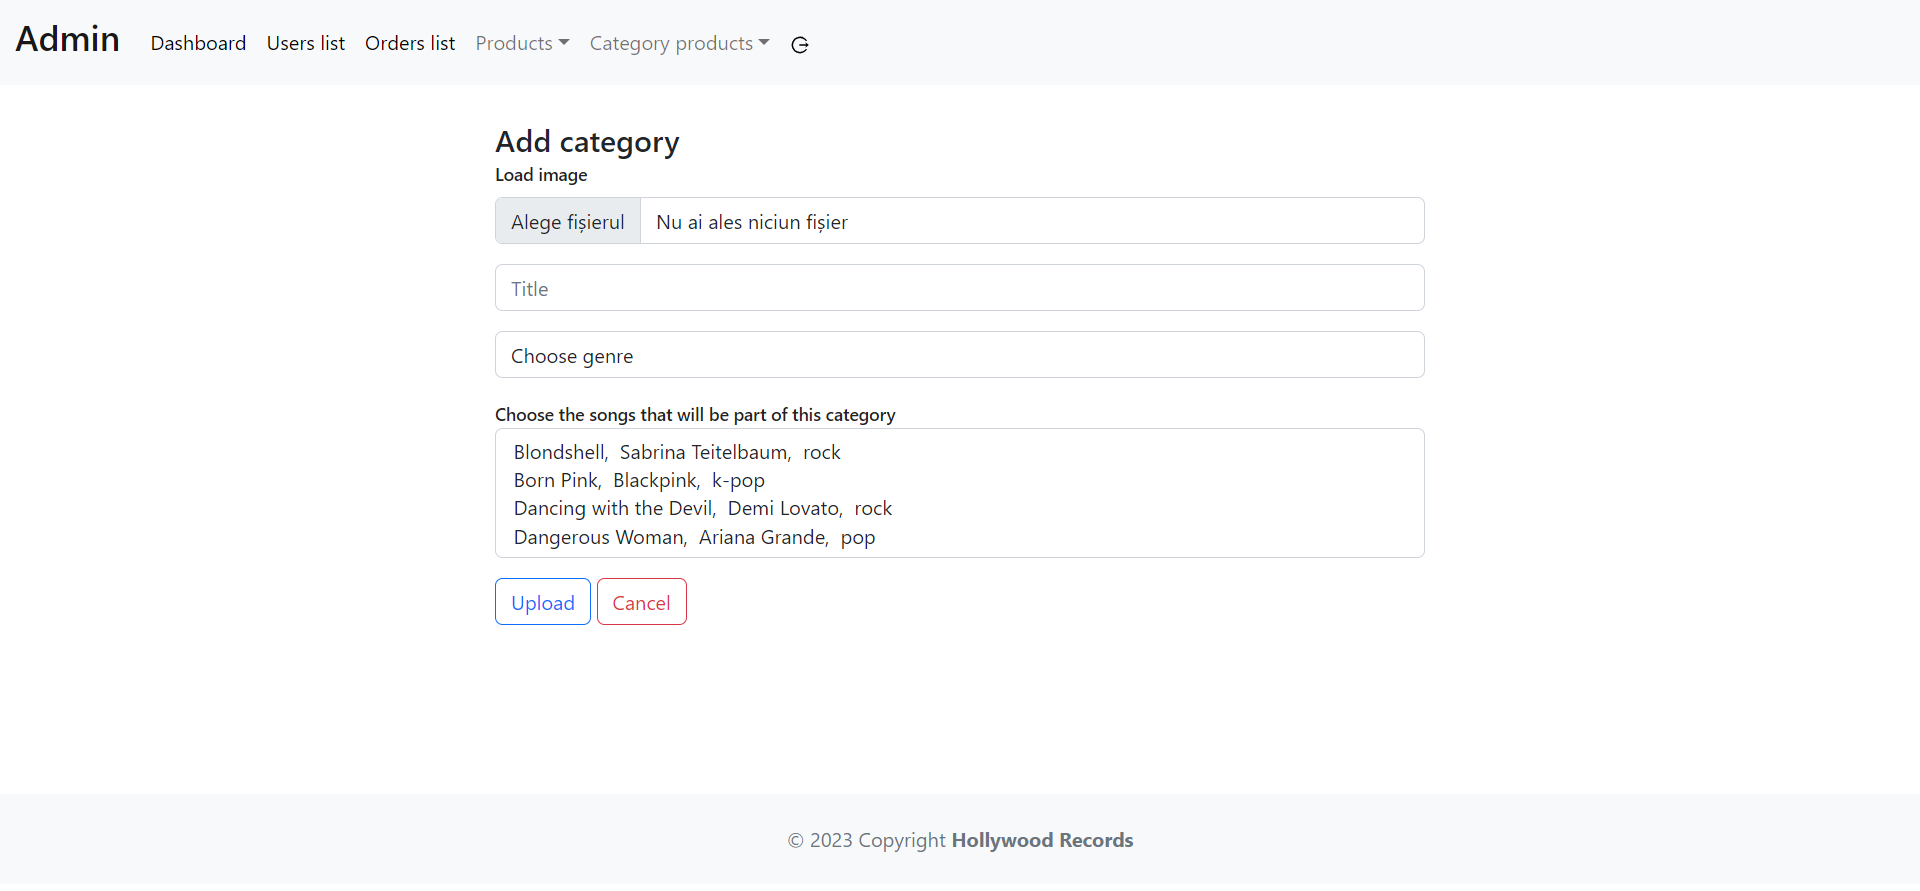 Admin Dashboard Users list Orders list Products Category products
Add category
Load image
Alege fișierul Nu ai ales niciun fișier
Title
Choose genre
Choose the songs that will be part of this category
Blondshell, Sabrina Teitelbaum, rock
Born Pink, Blackpink, k-pop
Dancing with the Devil, Demi Lovato, rock
Dangerous Woman, Ariana Grande, pop
Upload Cancel
© 2023 Copyright Hollywood Records